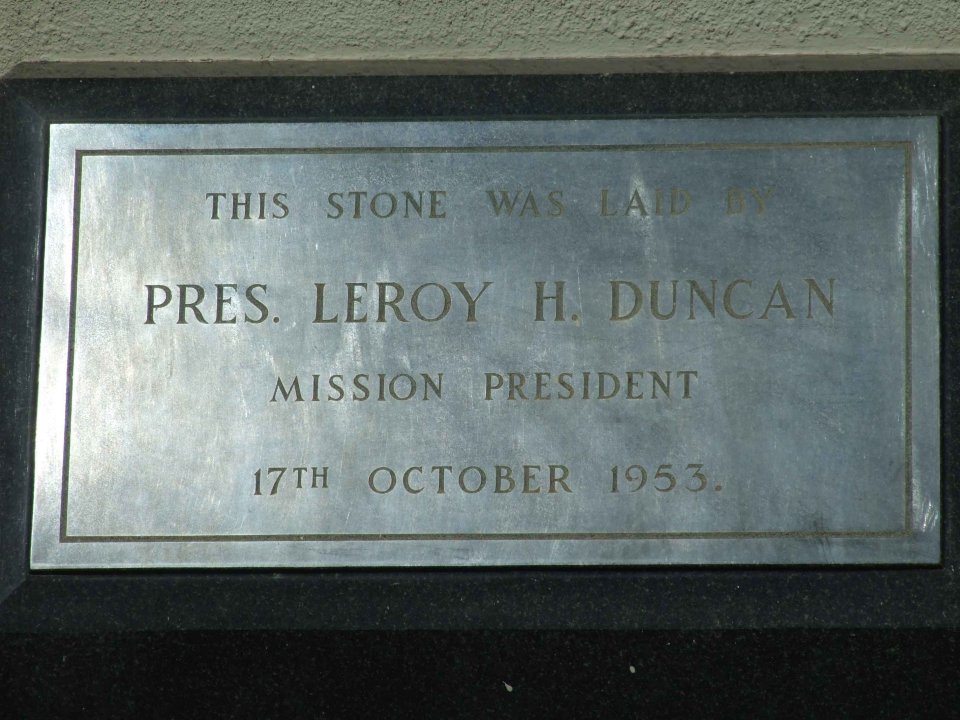 THIS STONE WAS LAID BY
PRES. LEROY H. DUNCAN
MISSION PRESIDENT
17TH OCTOBER 1953.